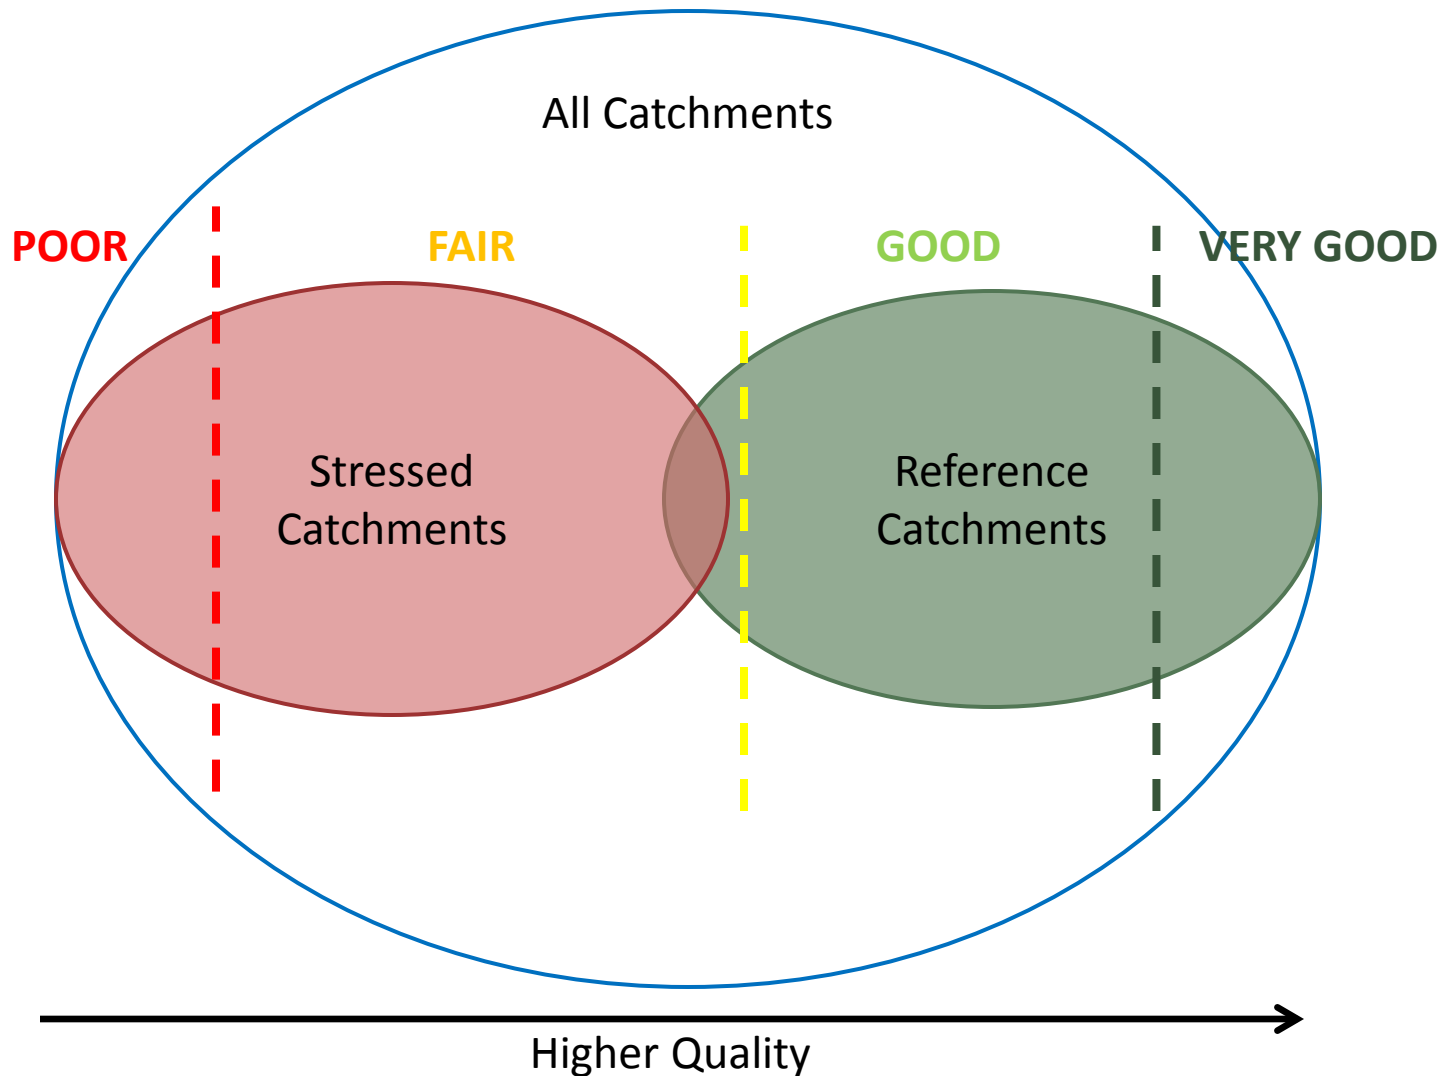 All Catchments
POOR
FAIR
GOOD
VERY GOOD
Stressed
Catchments
Reference
Catchments
Higher Quality